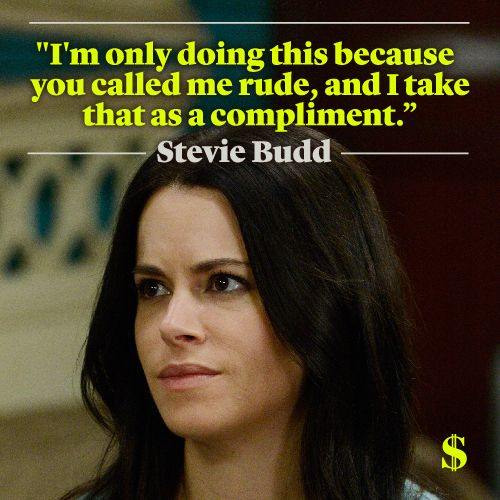 "I'm only doing this because
you called me rude, and I take
that as a compliment.”
Stevie Budd
$